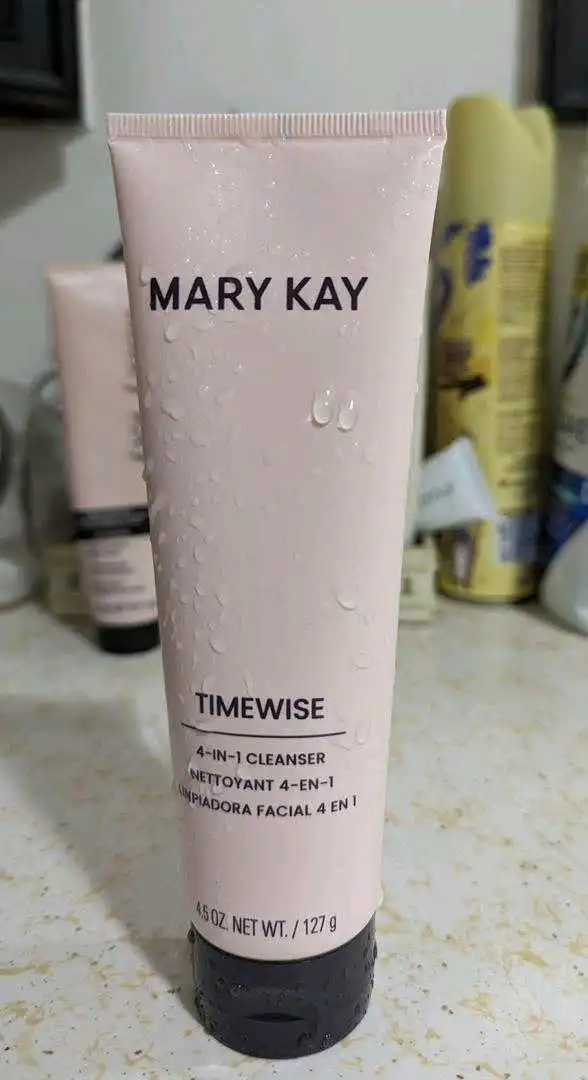 MARY KAY
TIMEWISE
4-IN-1 CLEANSER
NETTOYANT 4-EN-1
LIMPIADORA FACIAL 4 EN 1
4.5 OZ. NET WT. / 127 g